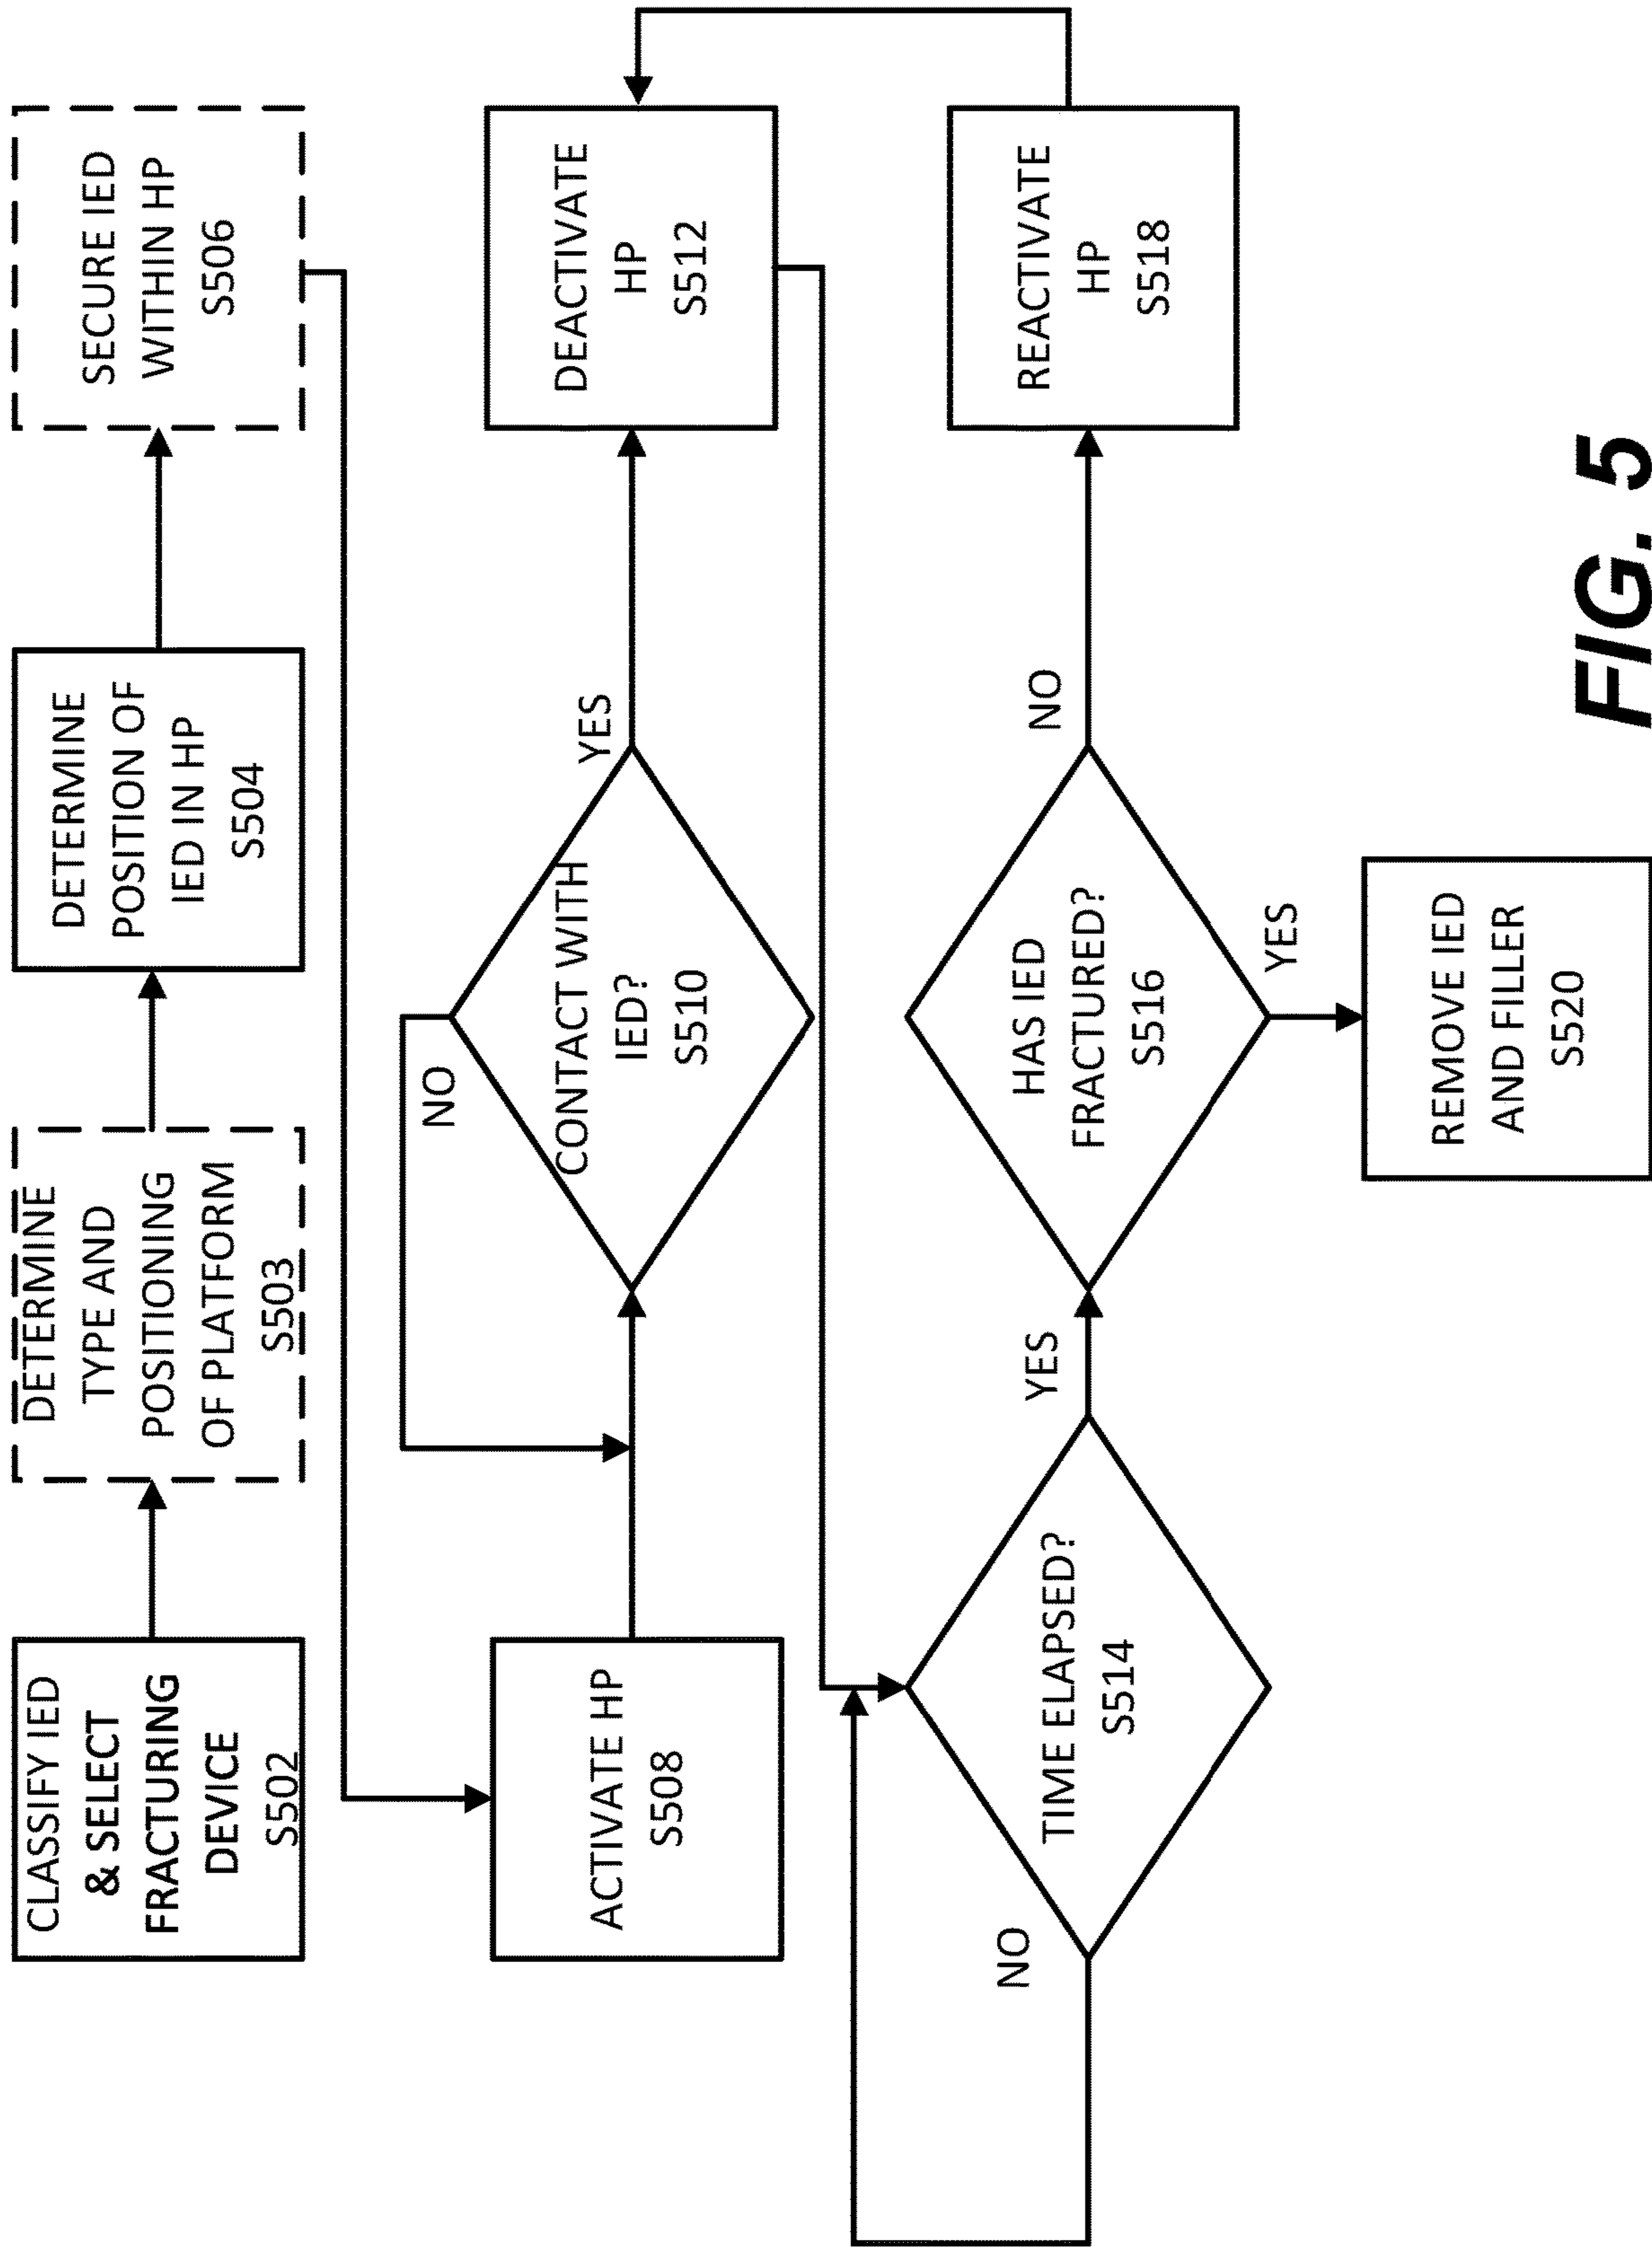 CLASSIFY IED
& SELECT
FRACTURING
DEVICE
S502
DETERMINE
TYPE AND
POSITIONING
OF PLATFORM
S503
DETERMINE
POSITION OF
IED IN HP
S504
SECURE IED
WITHIN HP
S506
ACTIVATE HP
S508
NO
CONTACT WITH
IED?
S510
YES
DEACTIVATE
HP
S512
NO
TIME ELAPSED?
S514
YES
HAS IED
FRACTURED?
S516
NO
REACTIVATE
HP
S518
YES
REMOVE IED
AND FILLER
S520
FIG. 5